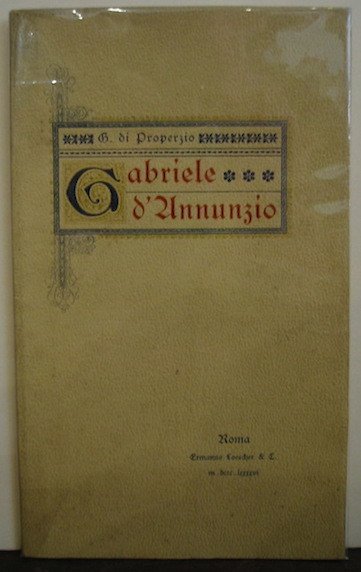 G. di Properzio
Gabriele
d'Annunzio
Roma
Ermanno Loescher & C.